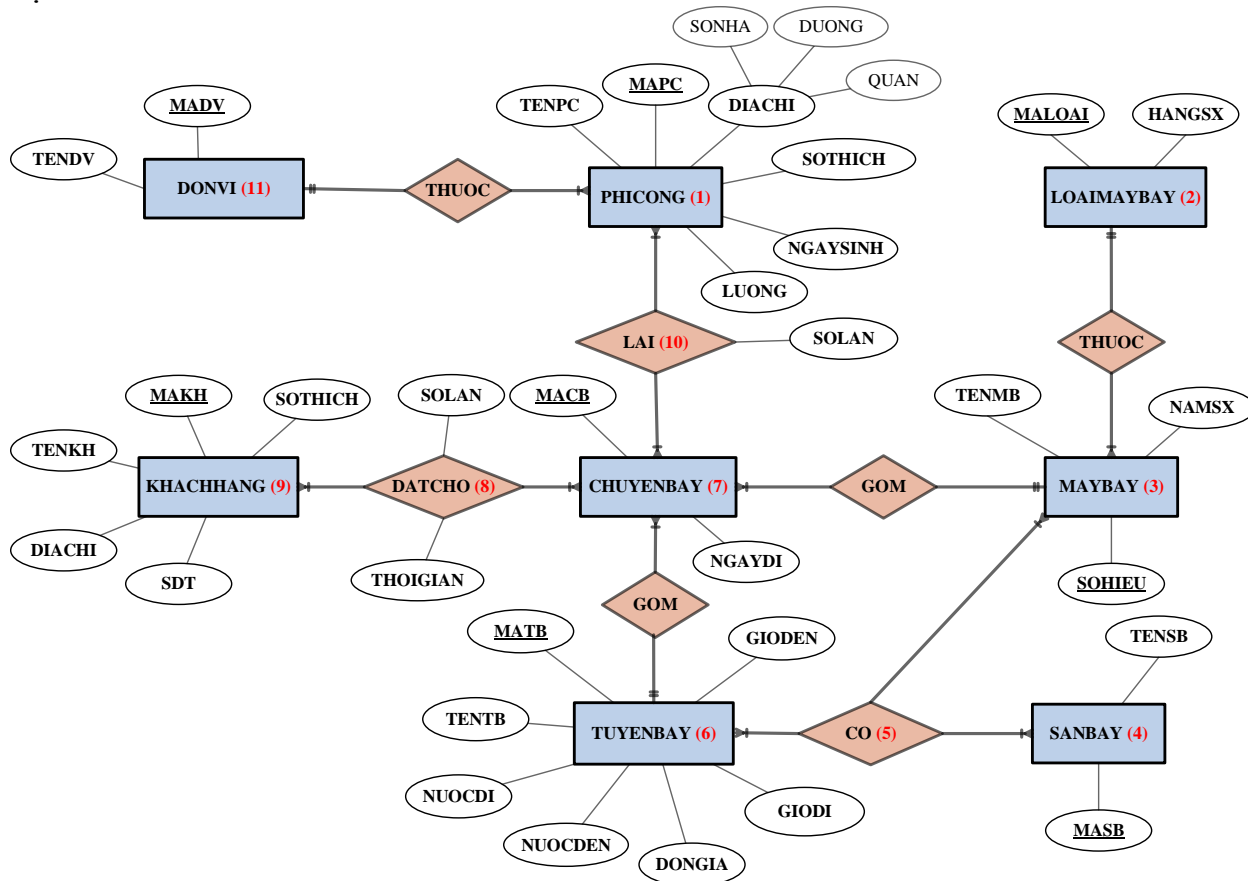 SONHA
DUONG
MADV
TENPC
MAPC
DIACHI
QUAN
MALOAI
HANGSX
TENDV
DONVI (11)
THUOC
PHICONG (1)
SOTHICH
LOAIMAYBAY (2)
NGAYSINH
LUONG
LAI (10)
SOLAN
THUOC
MAKH
SOTHICH
SOLAN
MACB
TENMB
NAMSX
TENKH
KHACHHANG (9)
DATCHO (8)
CHUYENBAY (7)
GOM
MAYBAY (3)
DIACHI
SDT
THOIGIAN
NGAYDI
SOHIEU
GOM
MATB
GIODEN
TENSB
TENTB
TUYENBAY (6)
CO (5)
SANBAY (4)
NUOCDI
NUOCDEN
DONGIA
GIODI
MASB